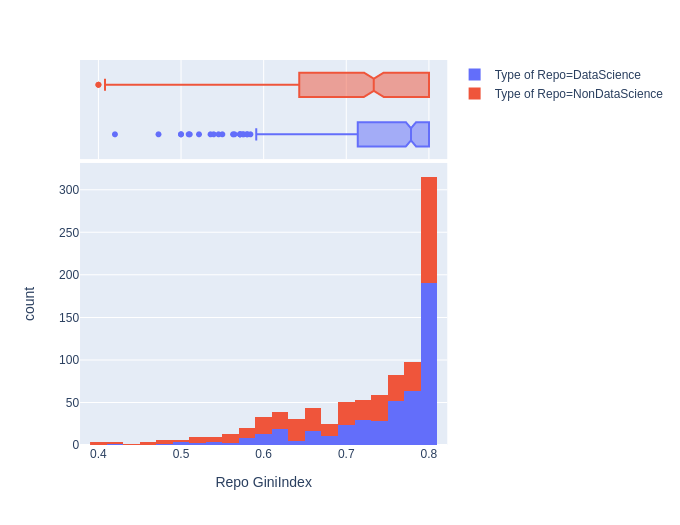 Type of Repo=DataScience
Type of Repo=NonDataScience
300
250
200
150
100
50
0
count
0.4 0.5 0.6 0.7 0.8
Repo GiniIndex